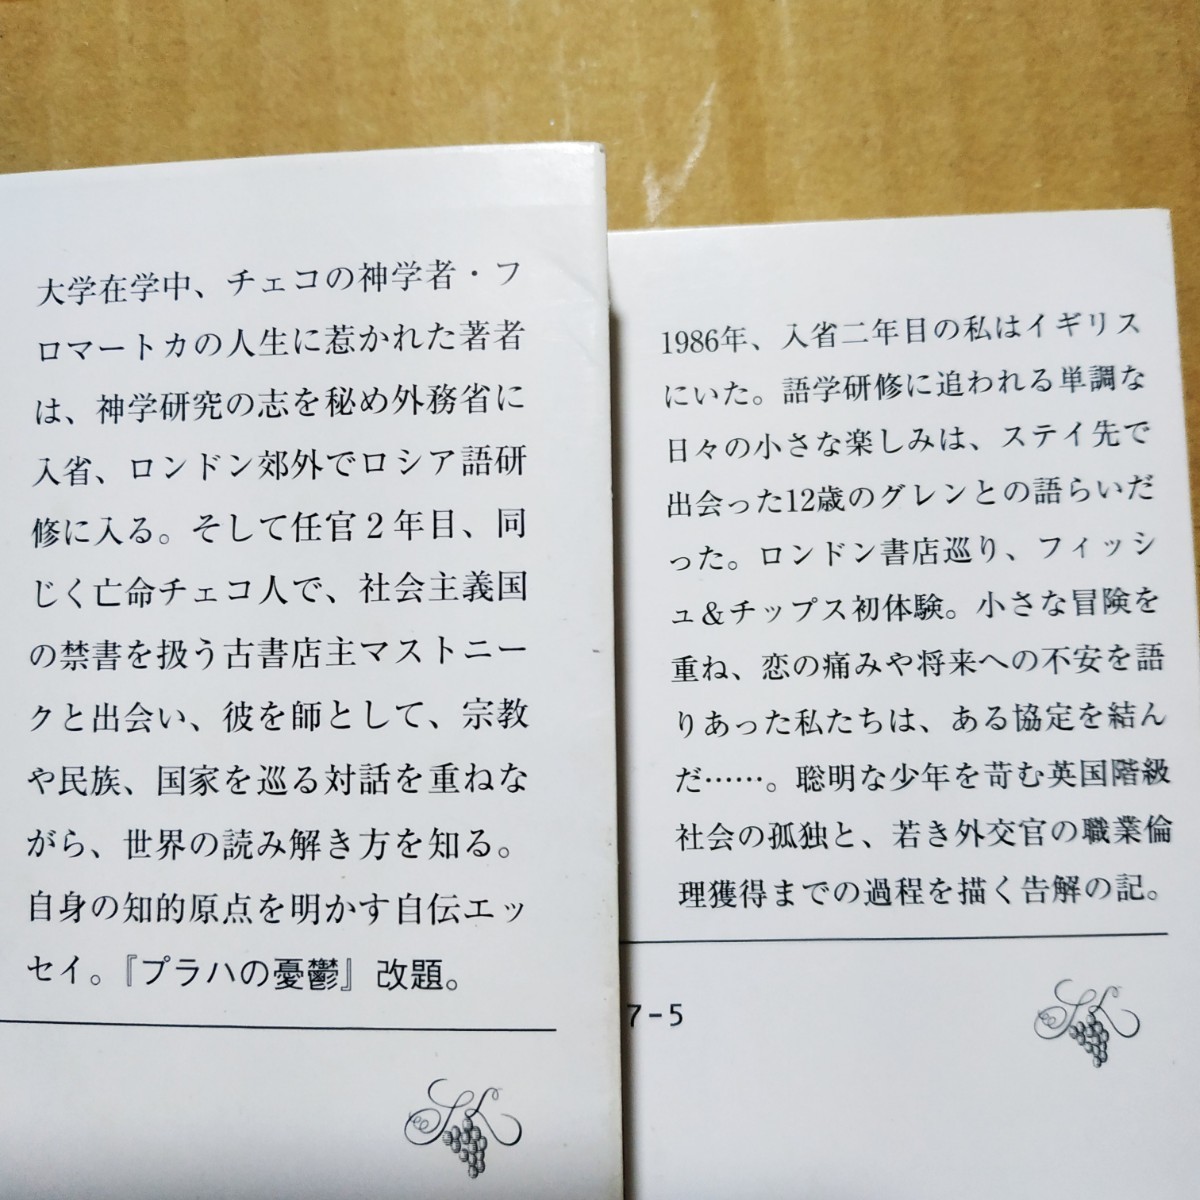 大学在学中、チェコの神学者・フ
ロマートカの人生に惹かれた著者
は、神学研究の志を秘め外務省に
入省、ロンドン郊外でロシア語研
修に入る。そして任官２年目、同
じく亡命チェコ人で、社会主義国
の禁書を扱う古書店主マストニー
クと出会い、彼を師として、宗教
や民族、国家を巡る対話を重ねな
がら、世界の読み解き方を知る。
自身の知的原点を明かす自伝エッ
セイ。『プラハの憂鬱』改題。
1986年、入省二年目の私はイギリス
にいた。語学研修に追われる単調な
日々の小さな楽しみは、ステイ先で
出会った12歳のグレンとの語らいだ
った。ロンドン書店巡り、フィッシ
ュ＆チップス初体験。小さな冒険を
重ね、恋の痛みや将来への不安を語
りあった私たちは、ある協定を結ん
だ……。聡明な少年を苛む英国階級
社会の孤独と、若き外交官の職業倫
理獲得までの過程を描く告解の記。
7-5